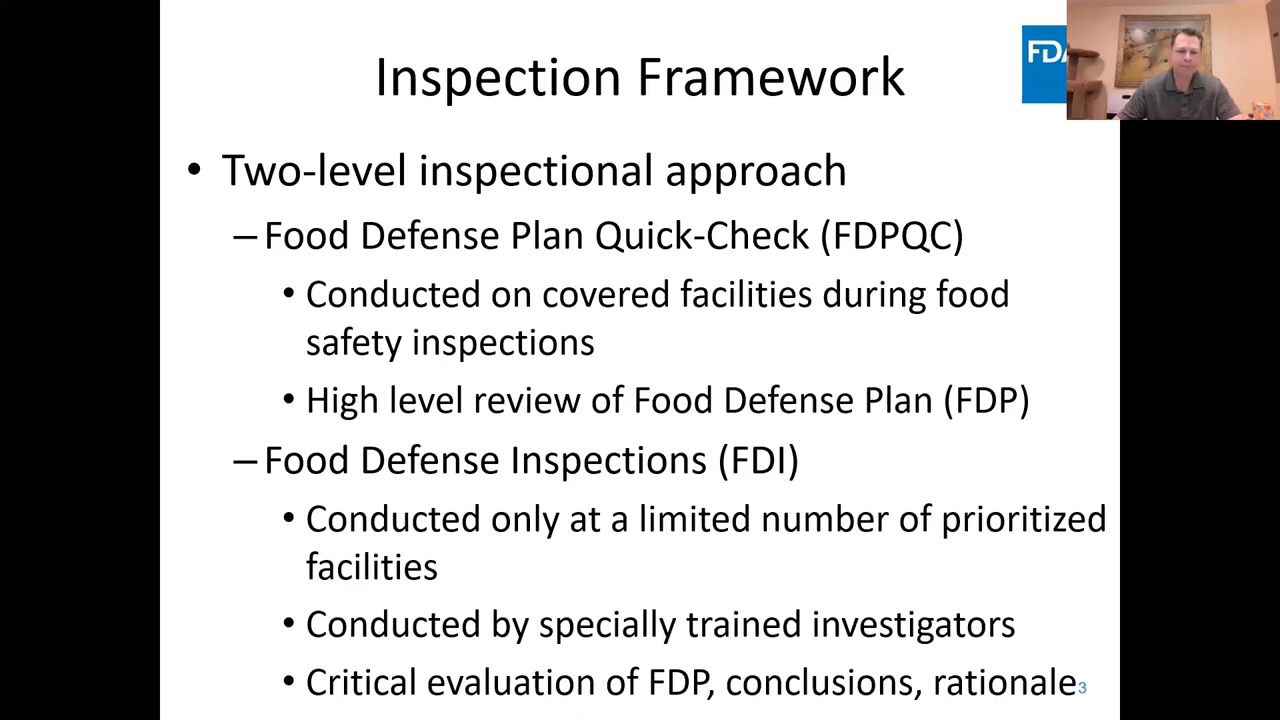 Inspection Framework
FDA
• Two-level inspectional approach
– Food Defense Plan Quick-Check (FDPQC)
• Conducted on covered facilities during food
safety inspections
• High level review of Food Defense Plan (FDP)
– Food Defense Inspections (FDI)
• Conducted only at a limited number of prioritized
facilities
• Conducted by specially trained investigators
• Critical evaluation of FDP, conclusions, rationale
3